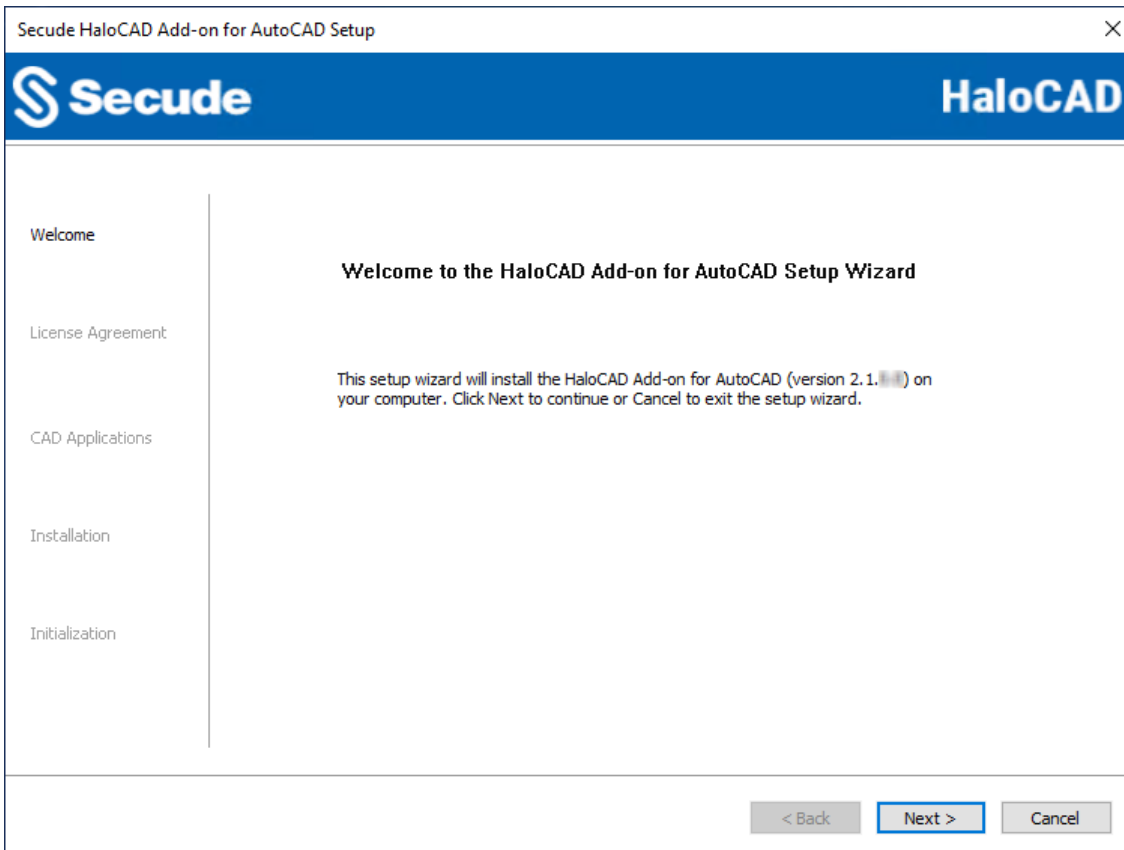 Secude HaloCAD Add-on for AutoCAD Setup
Secude
HaloCAD
Welcome
License Agreement
CAD Applications
Installation
Initialization
Welcome to the HaloCAD Add-on for AutoCAD Setup Wizard
This setup wizard will install the HaloCAD Add-on for AutoCAD (version 2.1. ) on
your computer. Click Next to continue or Cancel to exit the setup wizard.
< Back
Next >
Cancel